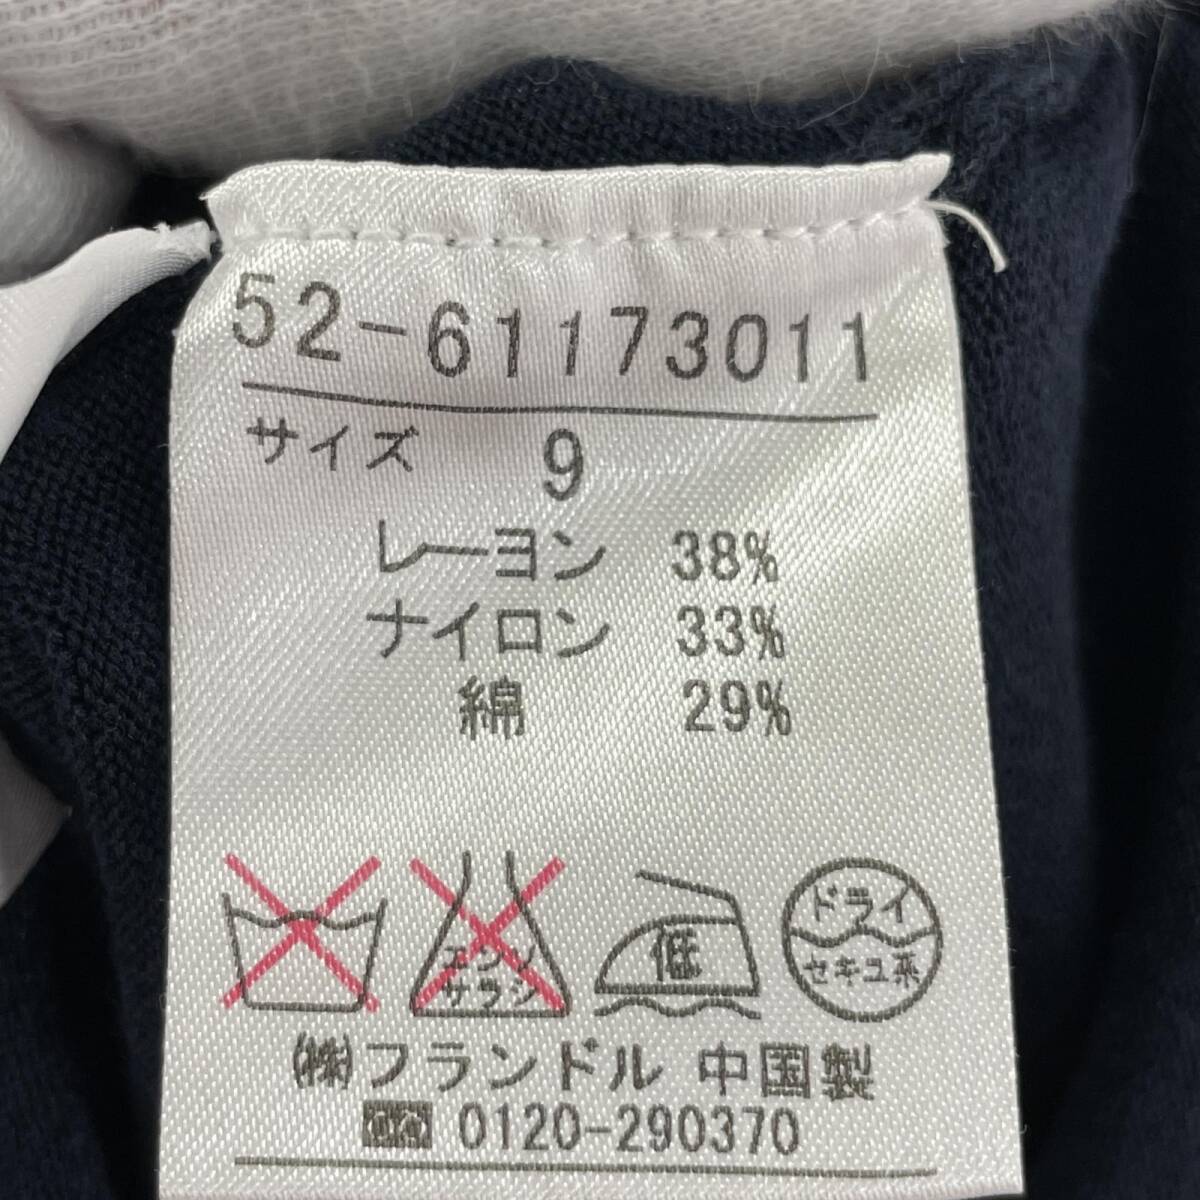 52-61173011
サイズ 9
レーヨン 38%
ナイロン 33%
綿 29%
エンソ
サラシ
低
ドライ
セキユ系
㈱フランドル 中国製
0120-290370